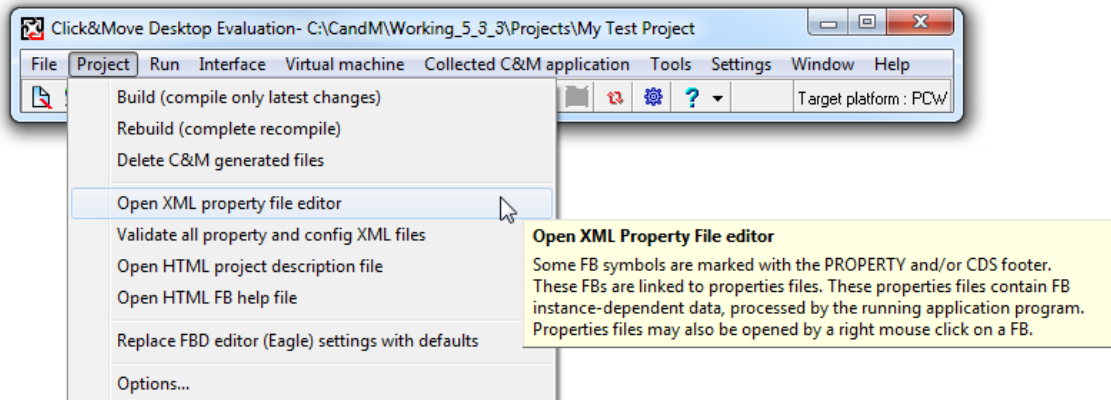 Click&Move Desktop Evaluation- C:\CandM\Working_5_3_3\Projects\My Test Project
File Project Run Interface Virtual machine Collected C&M application Tools Settings Window Help
Target platform : PCW
Build (compile only latest changes)
Rebuild (complete recompile)
Delete C&M generated files
Open XML property file editor
Validate all property and config XML files
Open HTML project description file
Open HTML FB help file
Replace FBD editor (Eagle) settings with defaults
Options...
Open XML Property File editor
Some FB symbols are marked with the PROPERTY and/or CDS footer.
These FBs are linked to properties files. These properties files contain FB
instance-dependent data, processed by the running application program.
Properties files may also be opened by a right mouse click on a FB.